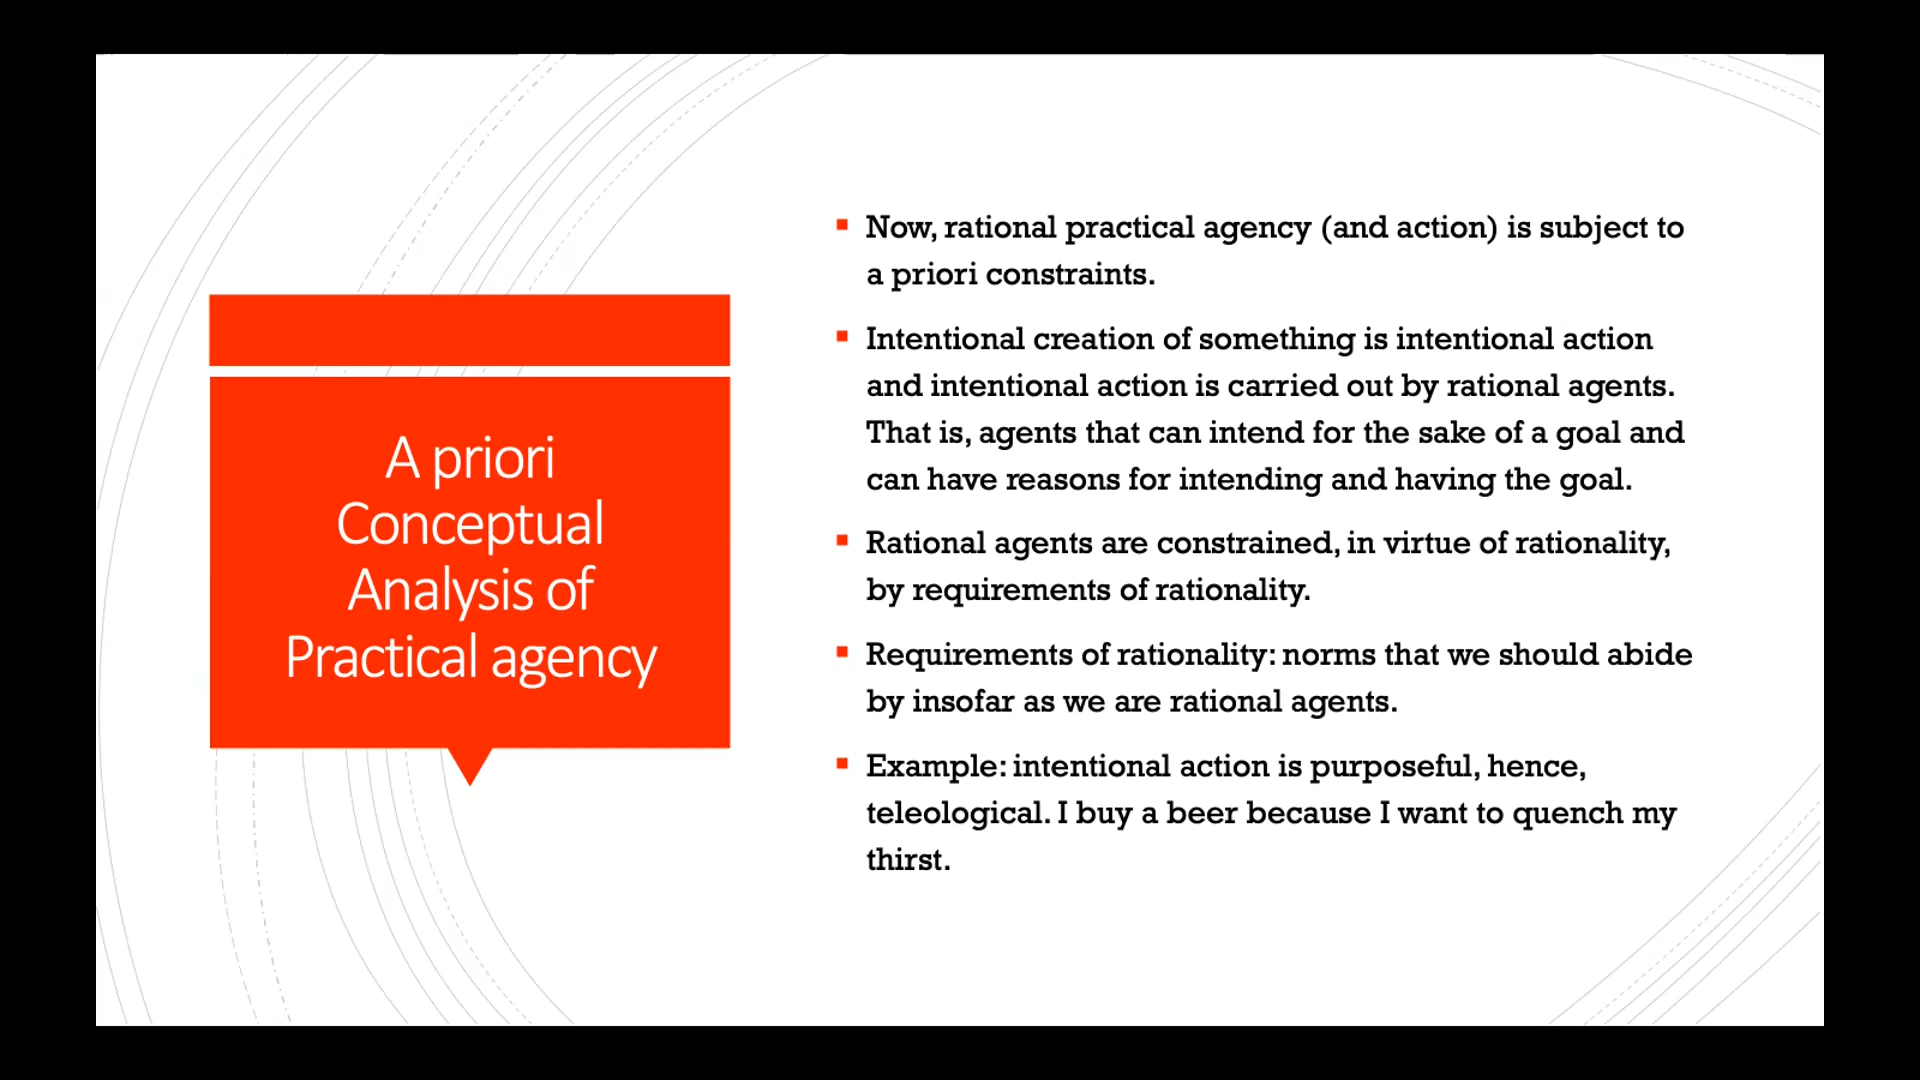 A priori
Conceptual
Analysis of
Practical agency
Now, rational practical agency (and action) is subject to
a priori constraints.
Intentional creation of something is intentional action
and intentional action is carried out by rational agents.
That is, agents that can intend for the sake of a goal and
can have reasons for intending and having the goal.
Rational agents are constrained, in virtue of rationality,
by requirements of rationality.
Requirements of rationality: norms that we should abide
by insofar as we are rational agents.
Example: intentional action is purposeful, hence,
teleological. I buy a beer because I want to quench my
thirst.